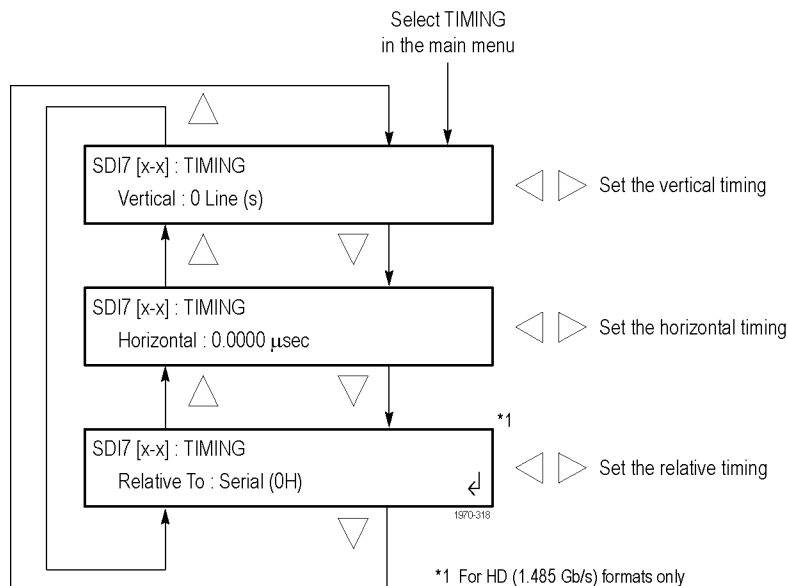 Select TIMING
in the main menu
SDI7 [x-x] : TIMING
Vertical : 0 Line (s)
Set the vertical timing
SDI7 [x-x] : TIMING
Horizontal : 0.0000 μsec
Set the horizontal timing
*1
SDI7 [x-x] : TIMING
Relative To : Serial (0H)
Set the relative timing
1970-318
*1 For HD (1.485 Gb/s) formats only